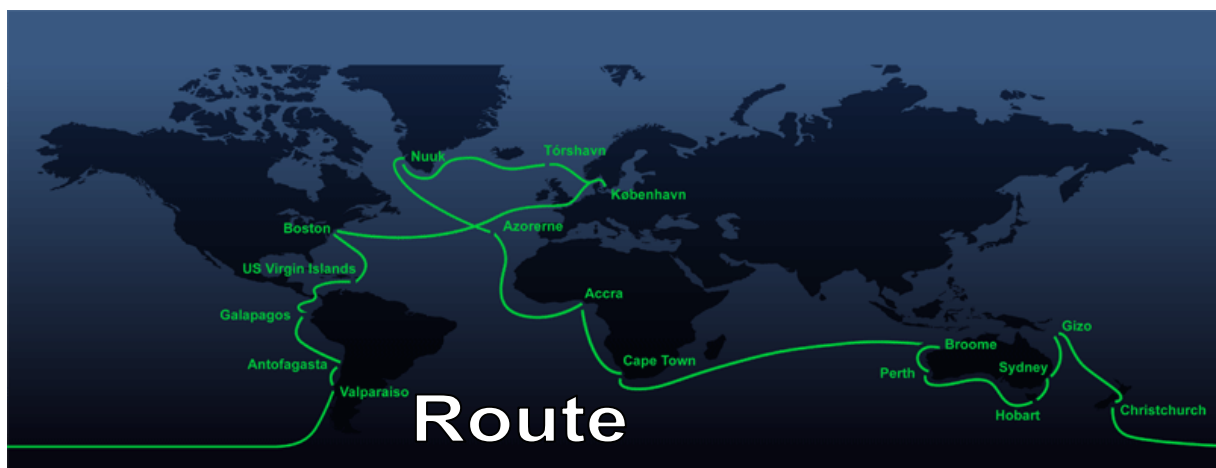 Nuuk
Tórshavn
København
Boston
Azorerne
US Virgin Islands
Accra
Galapagos
Gizo
Broome
Cape Town
Antofagasta
Perth
Sydney
Valparaiso
Hobart
Christchurch
Route